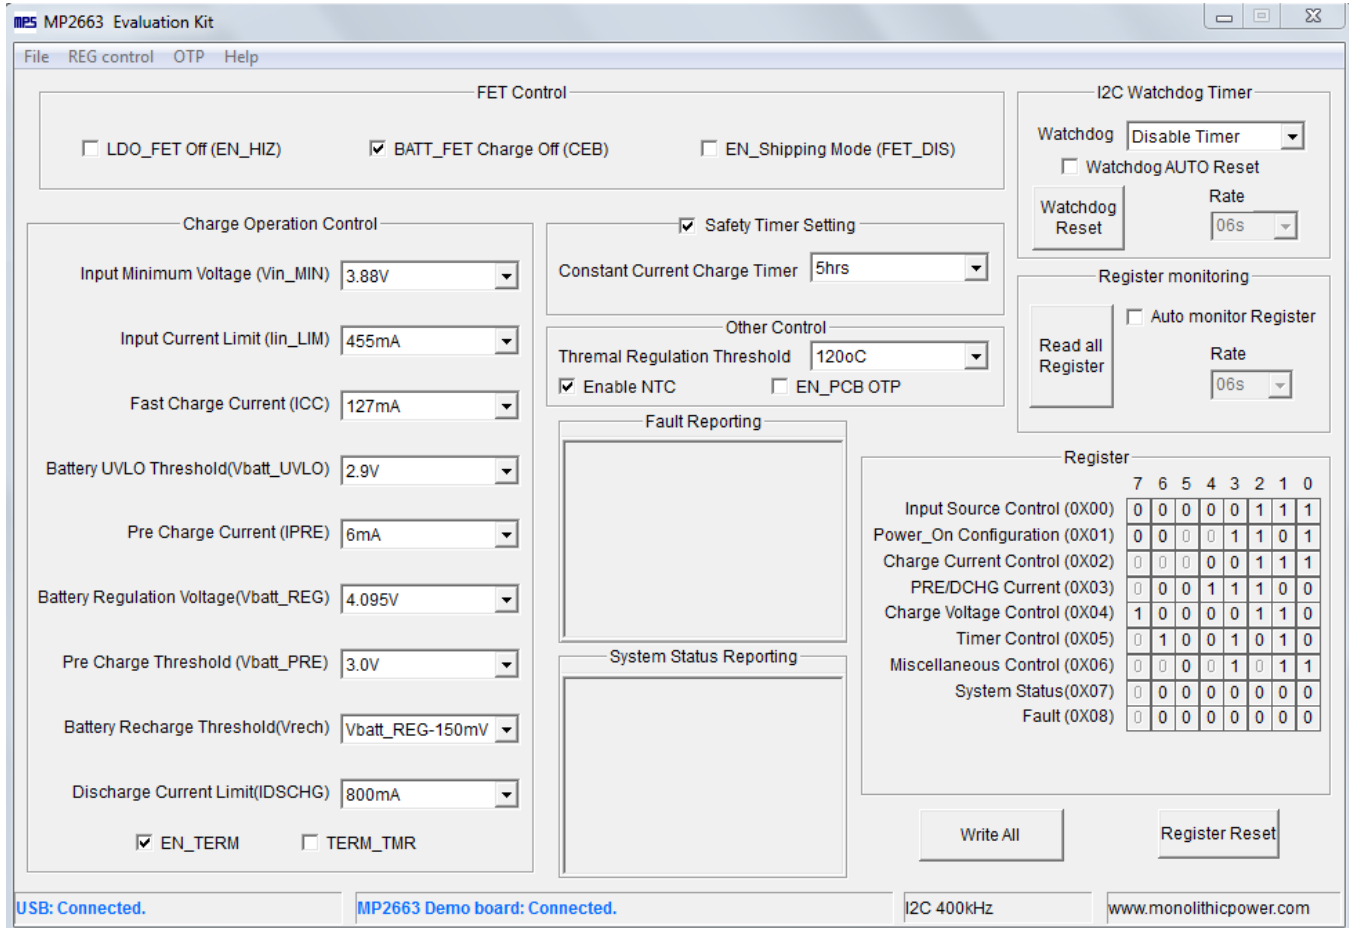 mps MP2663 Evaluation Kit
File REG control OTP Help
FET Control
LDO_FET Off (EN_HIZ) BATT_FET Charge Off (CEB) EN_Shipping Mode (FET_DIS)
I2C Watchdog Timer
Watchdog Disable Timer
Watchdog AUTO Reset
Watchdog Reset
Rate
06s
Charge Operation Control
Input Minimum Voltage (Vin_MIN) 3.88V
Input Current Limit (Iin_LIM) 455mA
Fast Charge Current (ICC) 127mA
Battery UVLO Threshold(Vbatt_UVLO) 2.9V
Pre Charge Current (IPRE) 6mA
Battery Regulation Voltage(Vbatt_REG) 4.095V
Pre Charge Threshold (Vbatt_PRE) 3.0V
Battery Recharge Threshold(Vrech) Vbatt_REG-150mV
Discharge Current Limit(IDSCHG) 800mA
EN_TERM TERM_TMR
Safety Timer Setting
Constant Current Charge Timer 5hrs
Other Control
Thremal Regulation Threshold 120oC
Enable NTC EN_PCB OTP
Fault Reporting
System Status Reporting
Register monitoring
Read all
Register
Auto monitor Register
Rate
06s
Register
7 6 5 4 3 2 1 0
Input Source Control (0X00) 0 0 0 0 0 1 1 1
Power_On Configuration (0X01) 0 0 0 0 1 1 0 1
Charge Current Control (0X02) 0 0 0 0 0 1 1 1
PRE/DCHG Current (0X03) 0 0 0 1 1 1 0 0
Charge Voltage Control (0X04) 1 0 0 0 0 1 1 0
Timer Control (0X05) 0 1 0 0 1 0 1 0
Miscellaneous Control (0X06) 0 0 0 0 1 0 1 1
System Status(0X07) 0 0 0 0 0 0 0 0
Fault (0X08) 0 0 0 0 0 0 0 0
Write All Register Reset
USB: Connected. MP2663 Demo board: Connected. I2C 400kHz www.monolithicpower.com